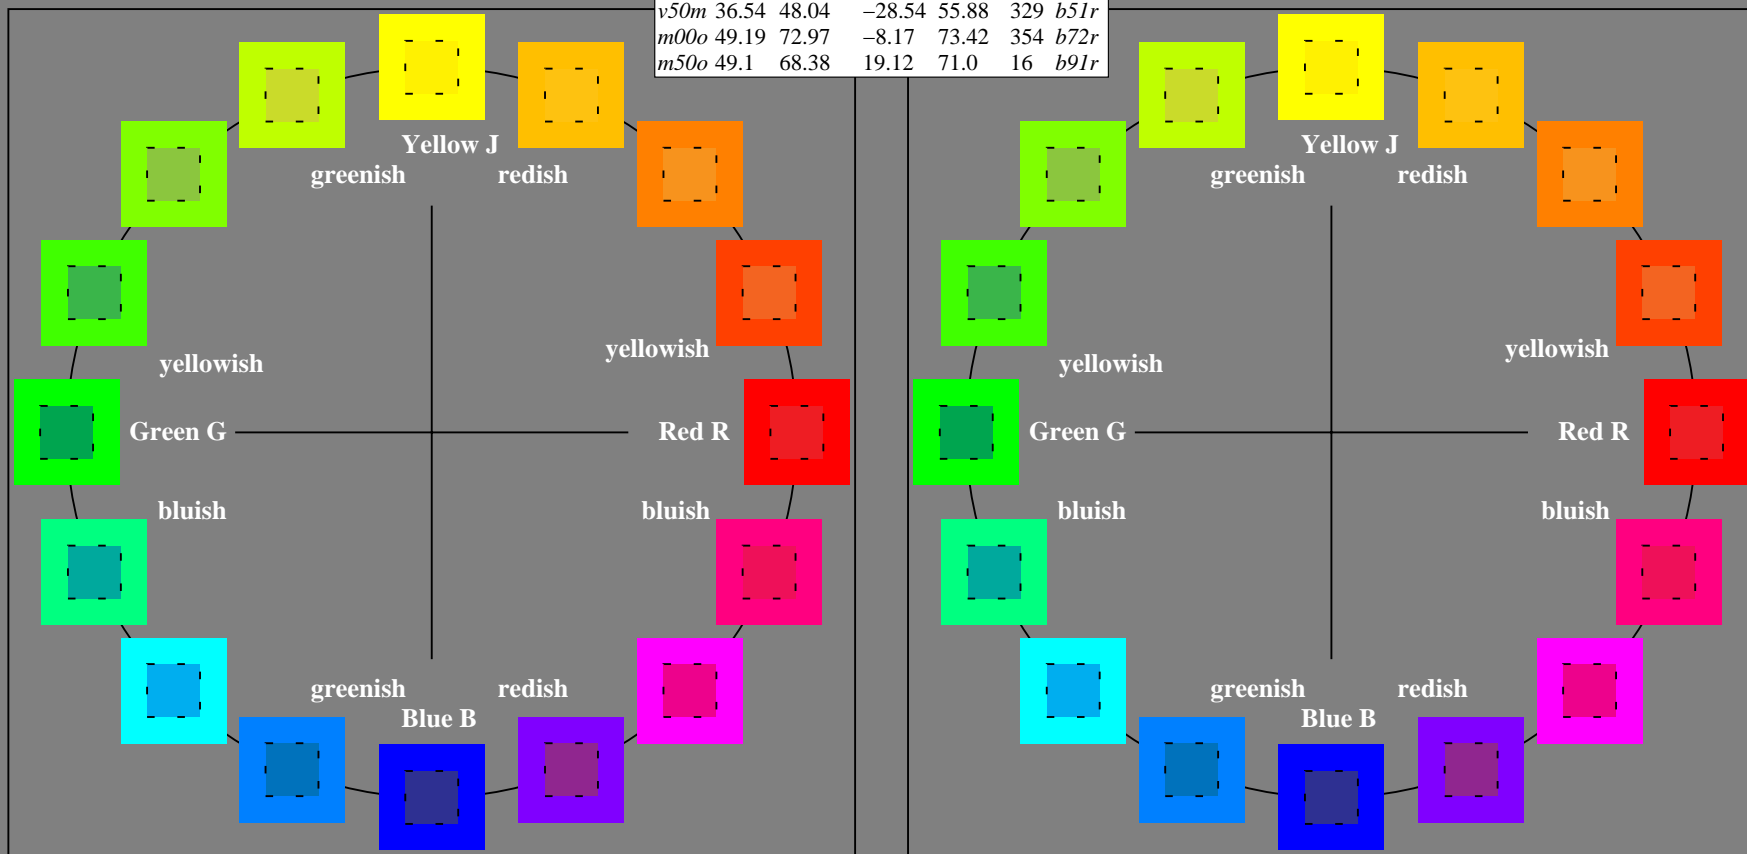 v50m 36.54 48.04 −28.54 55.88 329 b51r
m00o 49.19 72.97 −8.17 73.42 354 b72r
m50o 49.1 68.38 19.12 71.0 16 b91r
Yellow J
greenish redish
yellowish
yellowish
Green G
Red R
bluish
bluish
greenish redish
Blue B
Yellow J
greenish redish
yellowish
yellowish
Green G
Red R
bluish
bluish
greenish redish
Blue B